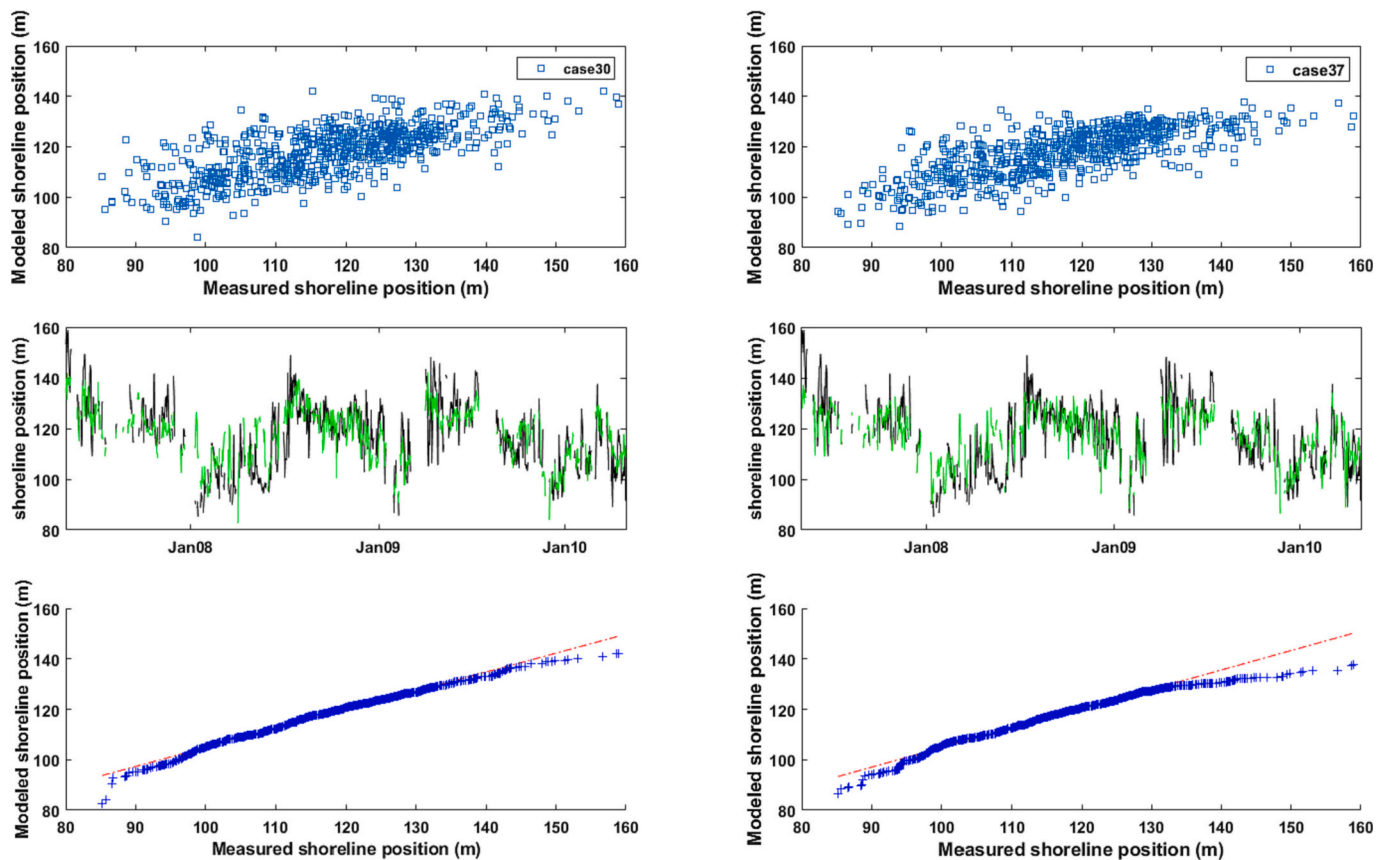 160
140
120
100
80
Modeled shoreline position (m)
case30
80 90 100 110 120 130 140 150 160
Measured shoreline position (m)
160
140
120
100
80
Modeled shoreline position (m)
case37
80 90 100 110 120 130 140 150 160
Measured shoreline position (m)
160
140
120
100
80
shoreline position (m)
Jan08 Jan09 Jan10
160
140
120
100
80
shoreline position (m)
Jan08 Jan09 Jan10
160
140
120
100
80
Modeled shoreline position (m)
80 90 100 110 120 130 140 150 160
Measured shoreline position (m)
160
140
120
100
80
Modeled shoreline position (m)
80 90 100 110 120 130 140 150 160
Measured shoreline position (m)